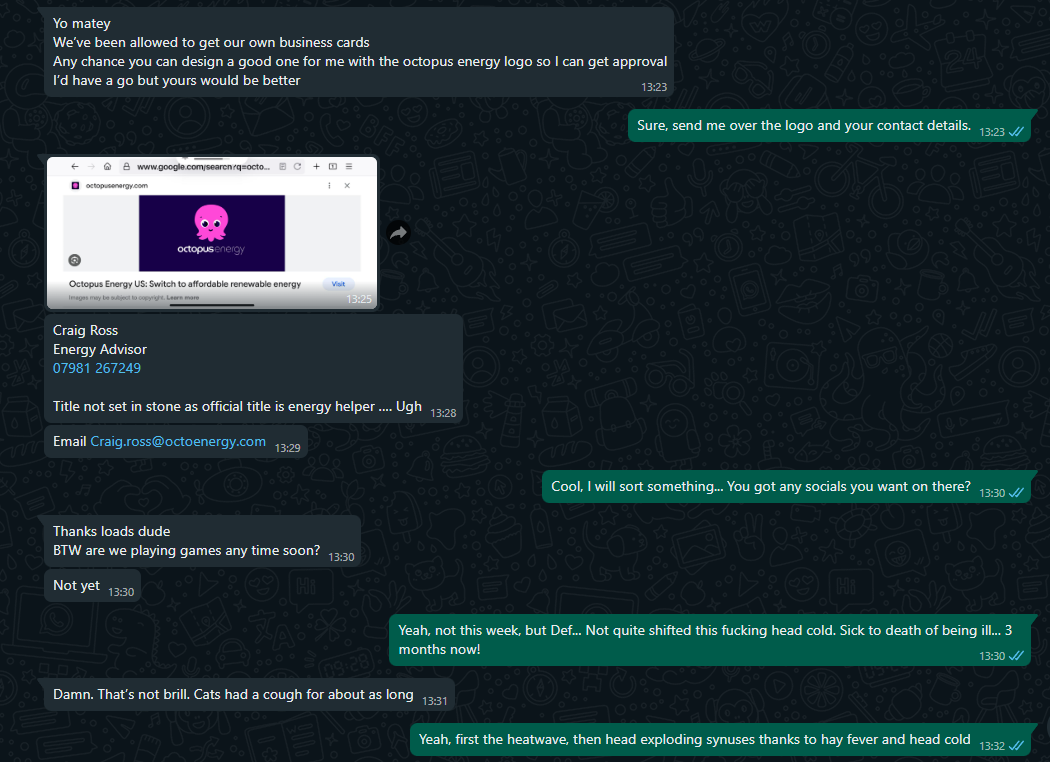 Yo matey
We've been allowed to get our own business cards
Any chance you can design a good one for me with the octopus energy logo so I can get approval
I'd have a go but yours would be better
13:23
Sure, send me over the logo and your contact details.
13:23
www.google.com/search?q=octo...
octopusenergy.com
octopusenergy
Octopus Energy US: Switch to affordable renewable energy
Visit
Images may be subject to copyright. Learn more
13:25
Craig Ross
Energy Advisor
07981 267249
Title not set in stone as official title is energy helper .... Ugh
13:28
Email Craig.ross@octoenergy.com
13:29
Cool, I will sort something... You got any socials you want on there?
13:30
Thanks loads dude
BTW are we playing games any time soon?
13:30
Not yet
13:30
Yeah, not this week, but Def... Not quite shifted this fucking head cold. Sick to death of being ill... 3
months now!
13:30
Damn. That's not brill. Cats had a cough for about as long
13:31
Yeah, first the heatwave, then head exploding synuses thanks to hay fever and head cold
13:32